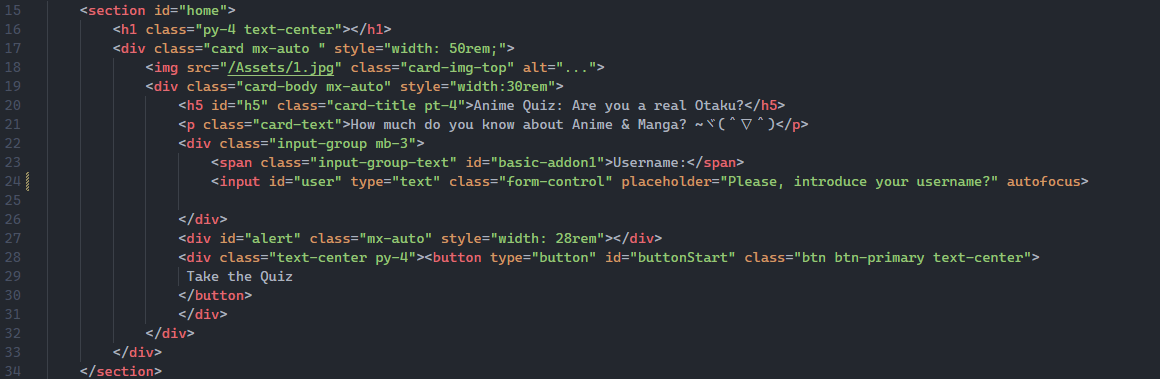 15 <section id="home">
16 <h1 class="py-4 text-center"></h1>
17 <div class="card mx-auto " style="width: 50rem;">
18 <img src="/Assets/1.jpg" class="card-img-top" alt="...">
19 <div class="card-body mx-auto" style="width:30rem">
20 <h5 id="h5" class="card-title pt-4">Anime Quiz: Are you a real Otaku?</h5>
21 <p class="card-text">How much do you know about Anime & Manga? ~ヾ(＾▽＾)</p>
22 <div class="input-group mb-3">
23 <span class="input-group-text" id="basic-addon1">Username:</span>
24 <input id="user" type="text" class="form-control" placeholder="Please, introduce your username?" autofocus>
25
26 </div>
27 <div id="alert" class="mx-auto" style="width: 28rem"></div>
28 <div class="text-center py-4"><button type="button" id="buttonStart" class="btn btn-primary text-center">
29 Take the Quiz
30 </button>
31 </div>
32 </div>
33 </div>
34 </section>